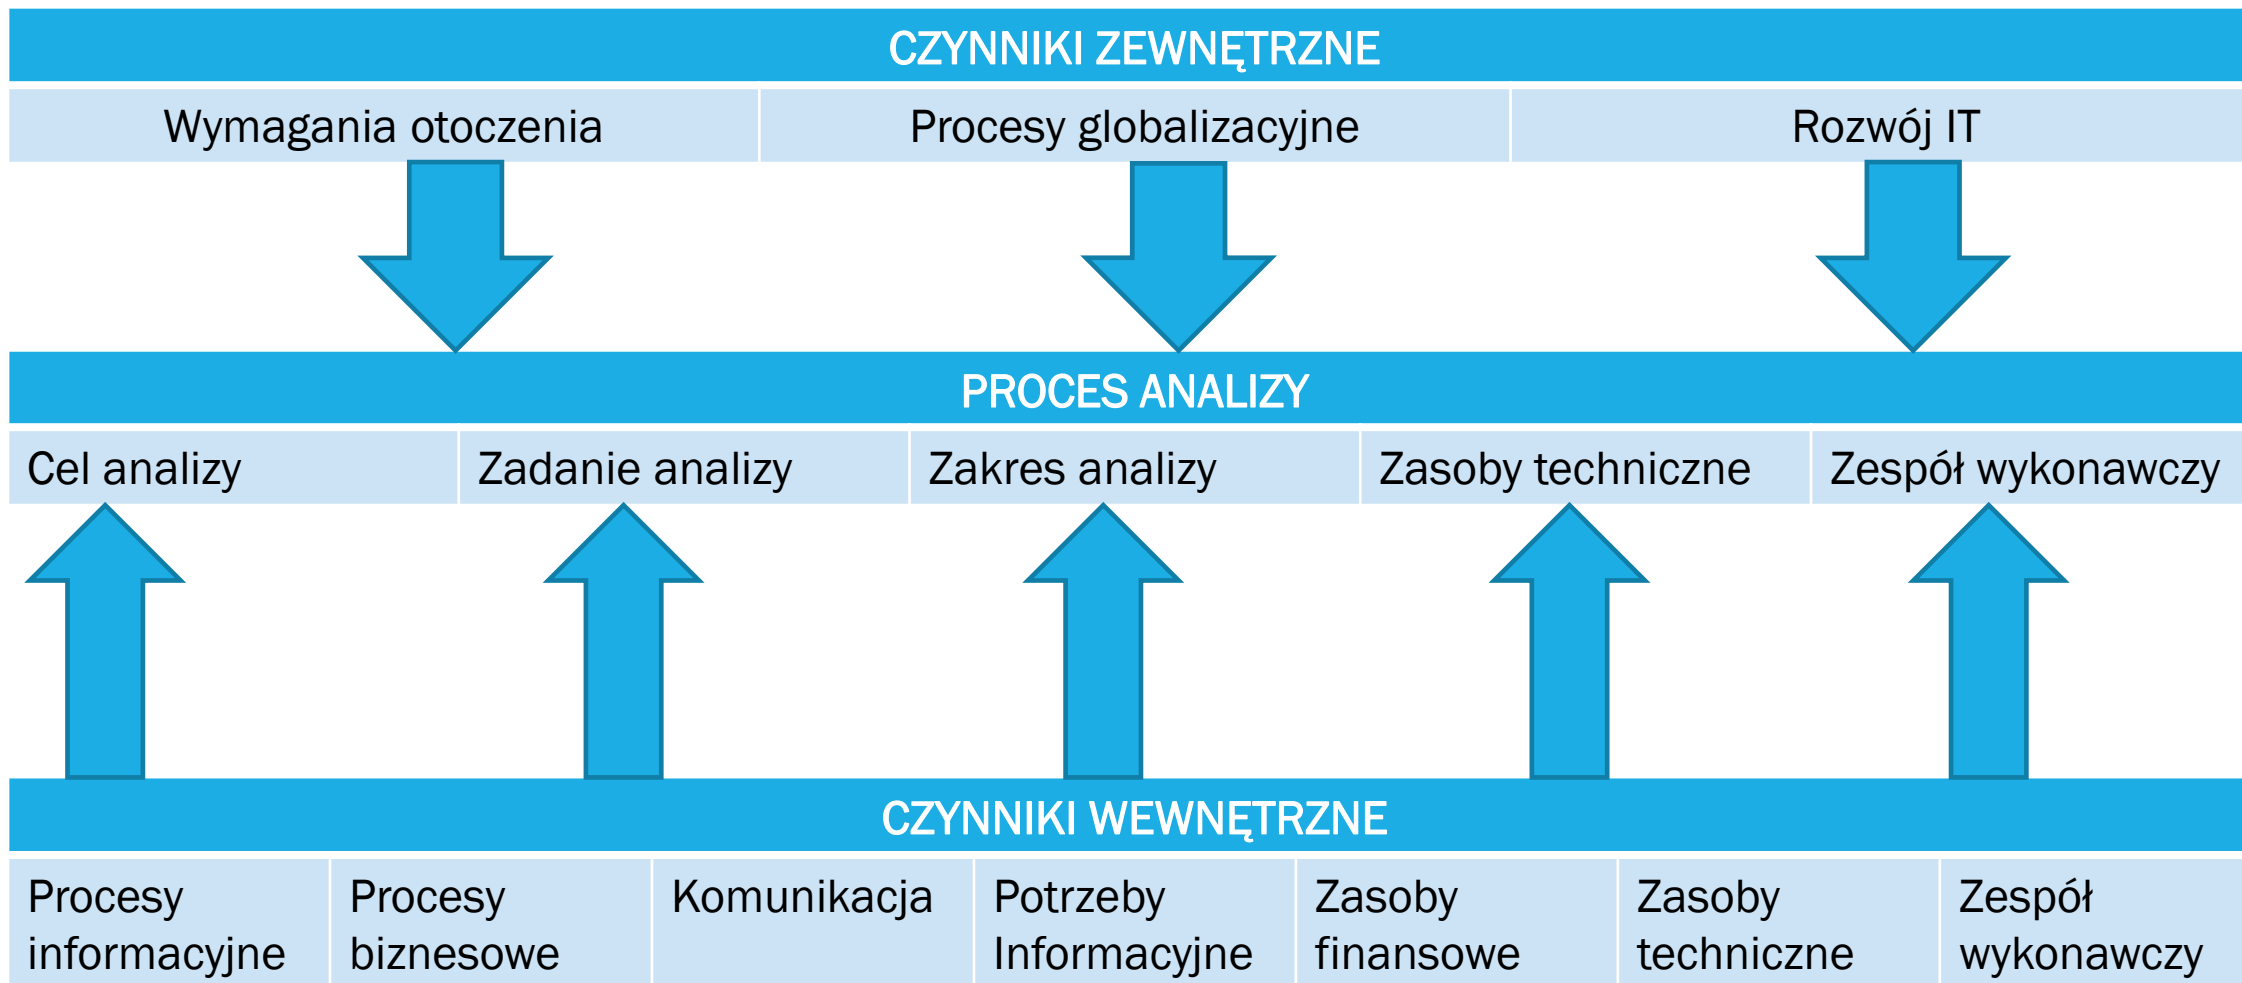 CZYNNIKI ZEWNĘTRZNE
Wymagania otoczenia
Procesy globalizacyjne
Rozwój IT
PROCES ANALIZY
Cel analizy
Zadanie analizy
Zakres analizy
Zasoby techniczne
Zespół wykonawczy
CZYNNIKI WEWNĘTRZNE
Procesy
informacyjne
Procesy
biznesowe
Komunikacja
Potrzeby
Informacyjne
Zasoby
finansowe
Zasoby
techniczne
Zespół
wykonawczy